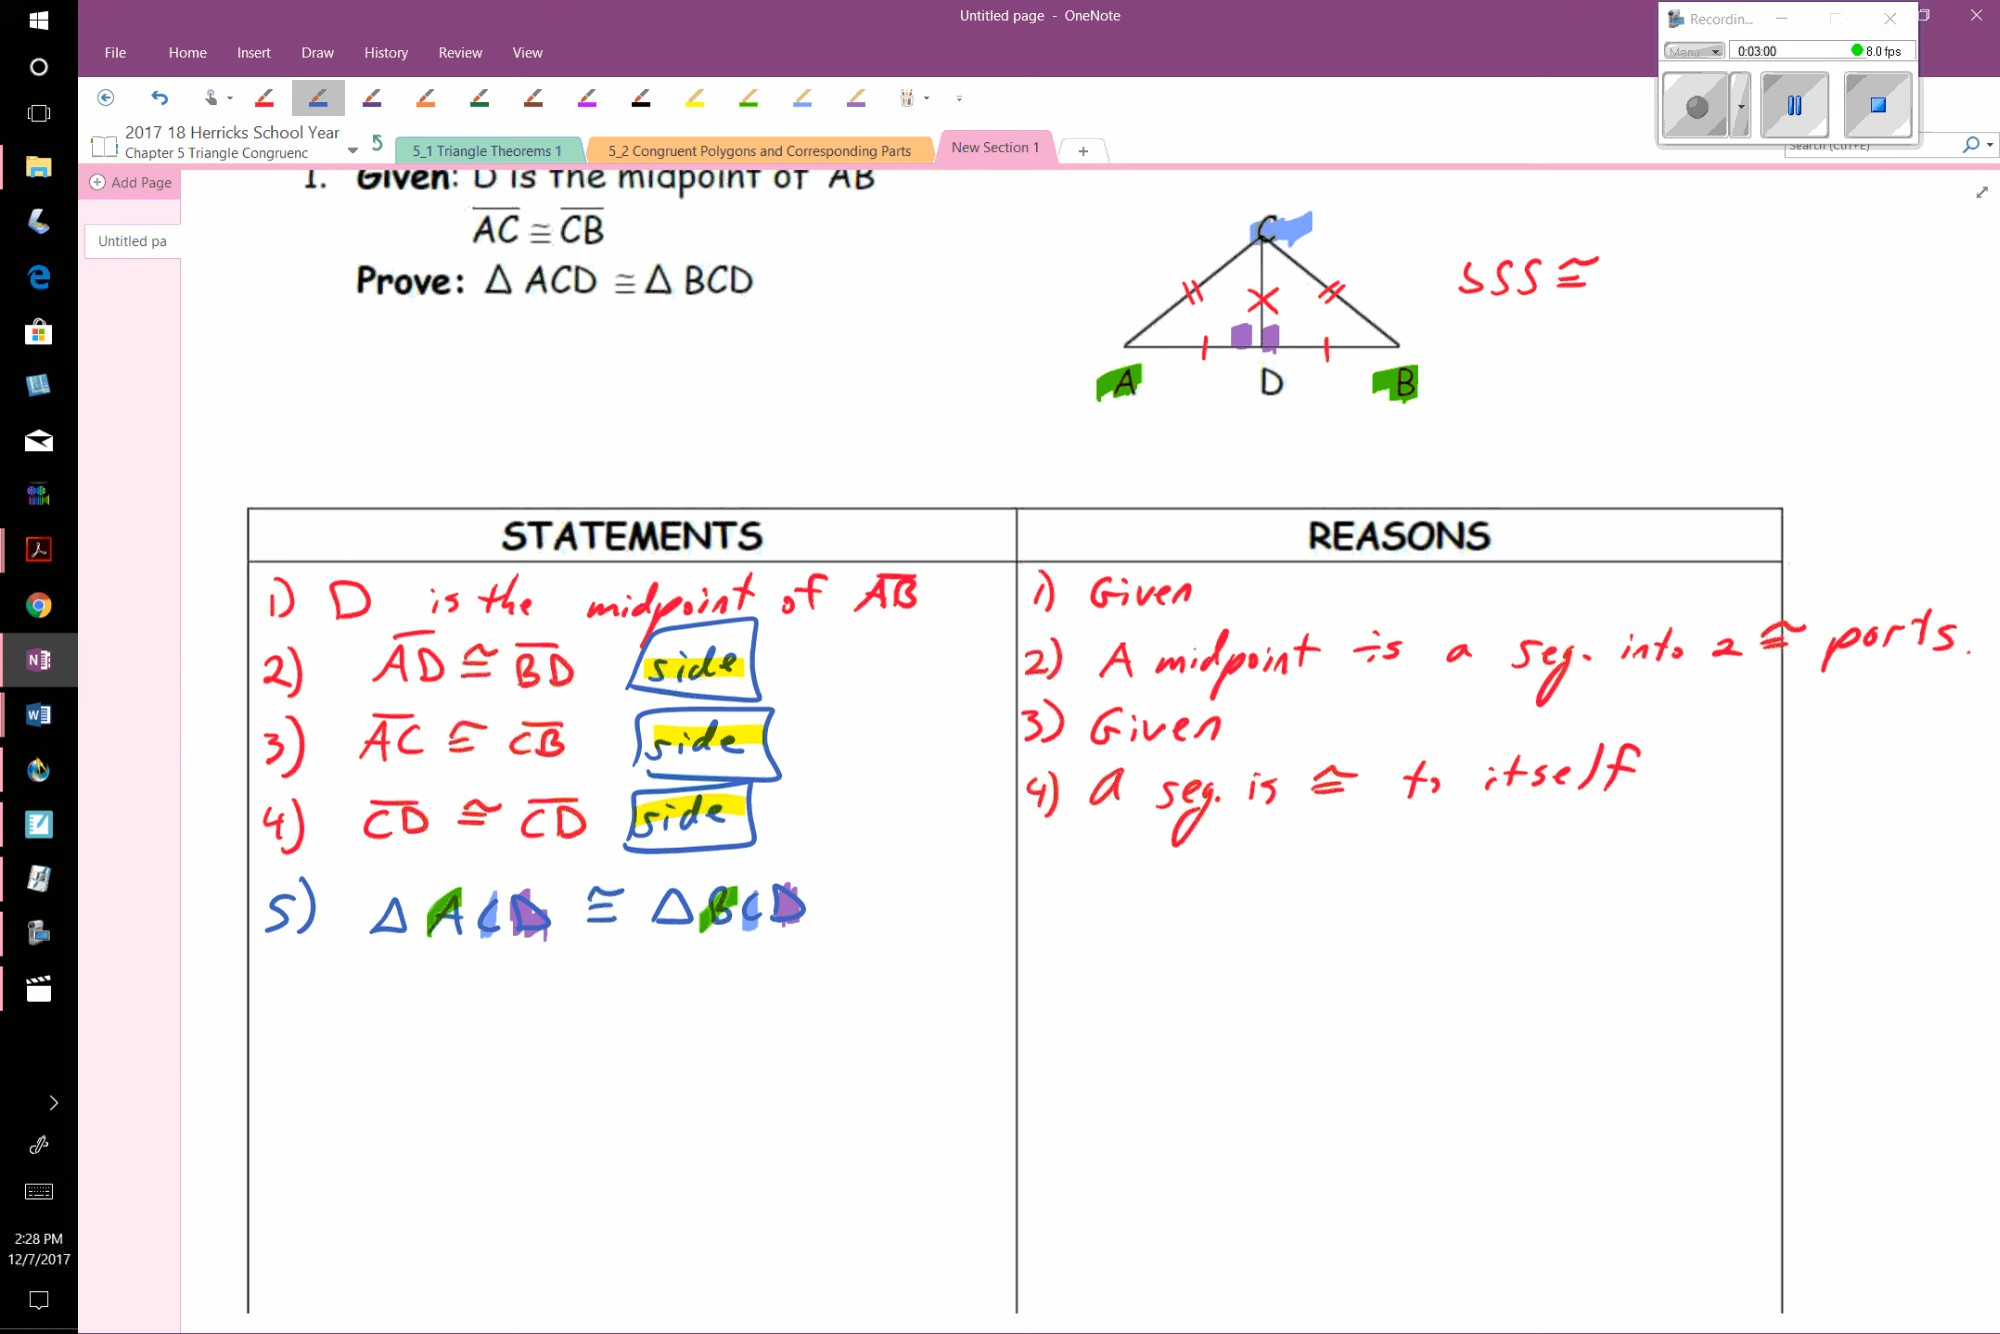 Untitled page - OneNote
Recordin...
File Home Insert Draw History Review View
Menu 0:03:00 8.0 fps
2017 18 Herricks School Year
Chapter 5 Triangle Congruenc
5_1 Triangle Theorems 1
5_2 Congruent Polygons and Corresponding Parts
New Section 1
+
Search (Ctrl+E)
Add Page
Untitled pa
1. Given: D is the midpoint of AB
AC ≅ CB
Prove: Δ ACD ≅ Δ BCD
C
A D B
SSS ≅
STATEMENTS REASONS
1) D is the midpoint of AB
1) Given
2) AD ≅ BD side
2) A midpoint ÷s a seg. into 2 ≅ parts.
3) AC ≅ CB side
3) Given
4) CD ≅ CD side
4) A seg. is ≅ to itself
5) Δ ACD ≅ Δ BCD
2:28 PM
12/7/2017